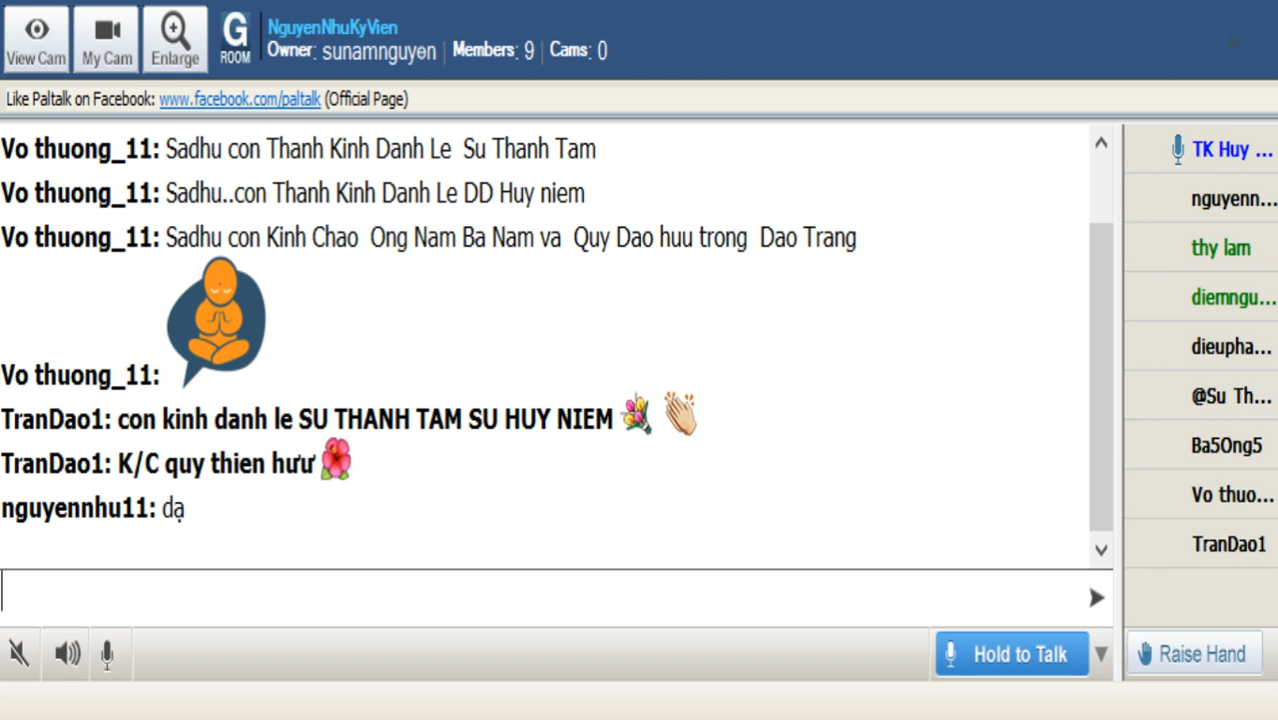 View Cam
My Cam
Enlarge
G
ROOM
NguyenNhuKyVien
Owner: sunamnguyen | Members: 9 | Cams: 0
Like Paltalk on Facebook: www.facebook.com/paltalk (Official Page)
Vo thuong_11: Sadhu con Thanh Kinh Danh Le Su Thanh Tam
Vo thuong_11: Sadhu..con Thanh Kinh Danh Le DD Huy niem
Vo thuong_11: Sadhu con Kinh Chao Ong Nam Ba Nam va Quy Dao huu trong Dao Trang
Vo thuong_11:
TranDao1: con kinh danh le SU THANH TAM SU HUY NIEM
TranDao1: K/C quy thien hưư
nguyennhu11: dạ
TK Huy ...
nguyenn...
thy lam
diemngu...
dieupha...
@Su Th...
Ba5Ong5
Vo thuo...
TranDao1
Hold to Talk
Raise Hand